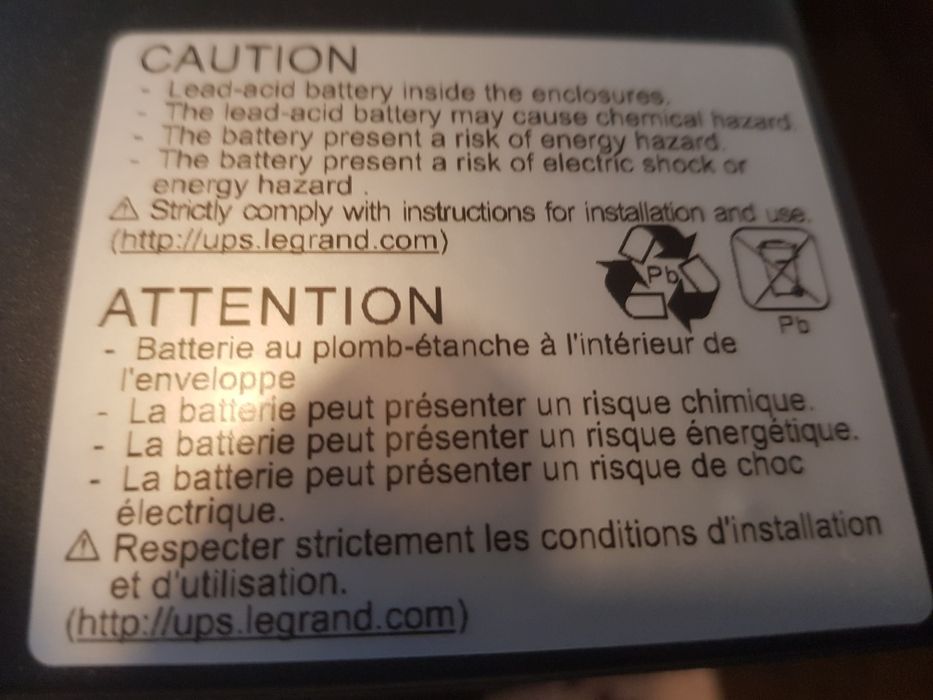 CAUTION
- Lead-acid battery inside the enclosures.
- The lead-acid battery may cause chemical hazard.
- The battery present a risk of energy hazard.
- The battery present a risk of electric shock or
energy hazard .
⚠ Strictly comply with instructions for installation and use.
(http://ups.legrand.com)
Pb
Pb
ATTENTION
- Batterie au plomb-étanche à l'intérieur de
l'enveloppe
- La batterie peut présenter un risque chimique.
- La batterie peut présenter un risque énergétique.
- La batterie peut présenter un risque de choc
électrique.
⚠ Respecter strictement les conditions d'installation
et d'utilisation.
(http://ups.legrand.com)